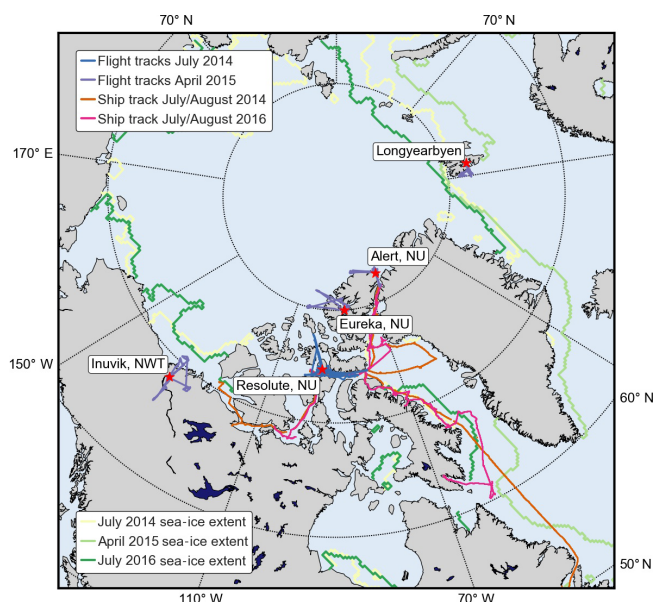 70° N
70° N
Flight tracks July 2014
Flight tracks April 2015
Ship track July/August 2014
Ship track July/August 2016
170° E
Longyearbyen
Alert, NU
Eureka, NU
150° W
Inuvik, NWT
Resolute, NU
60° N
July 2014 sea-ice extent
April 2015 sea-ice extent
July 2016 sea-ice extent
50° N
110° W
70° W